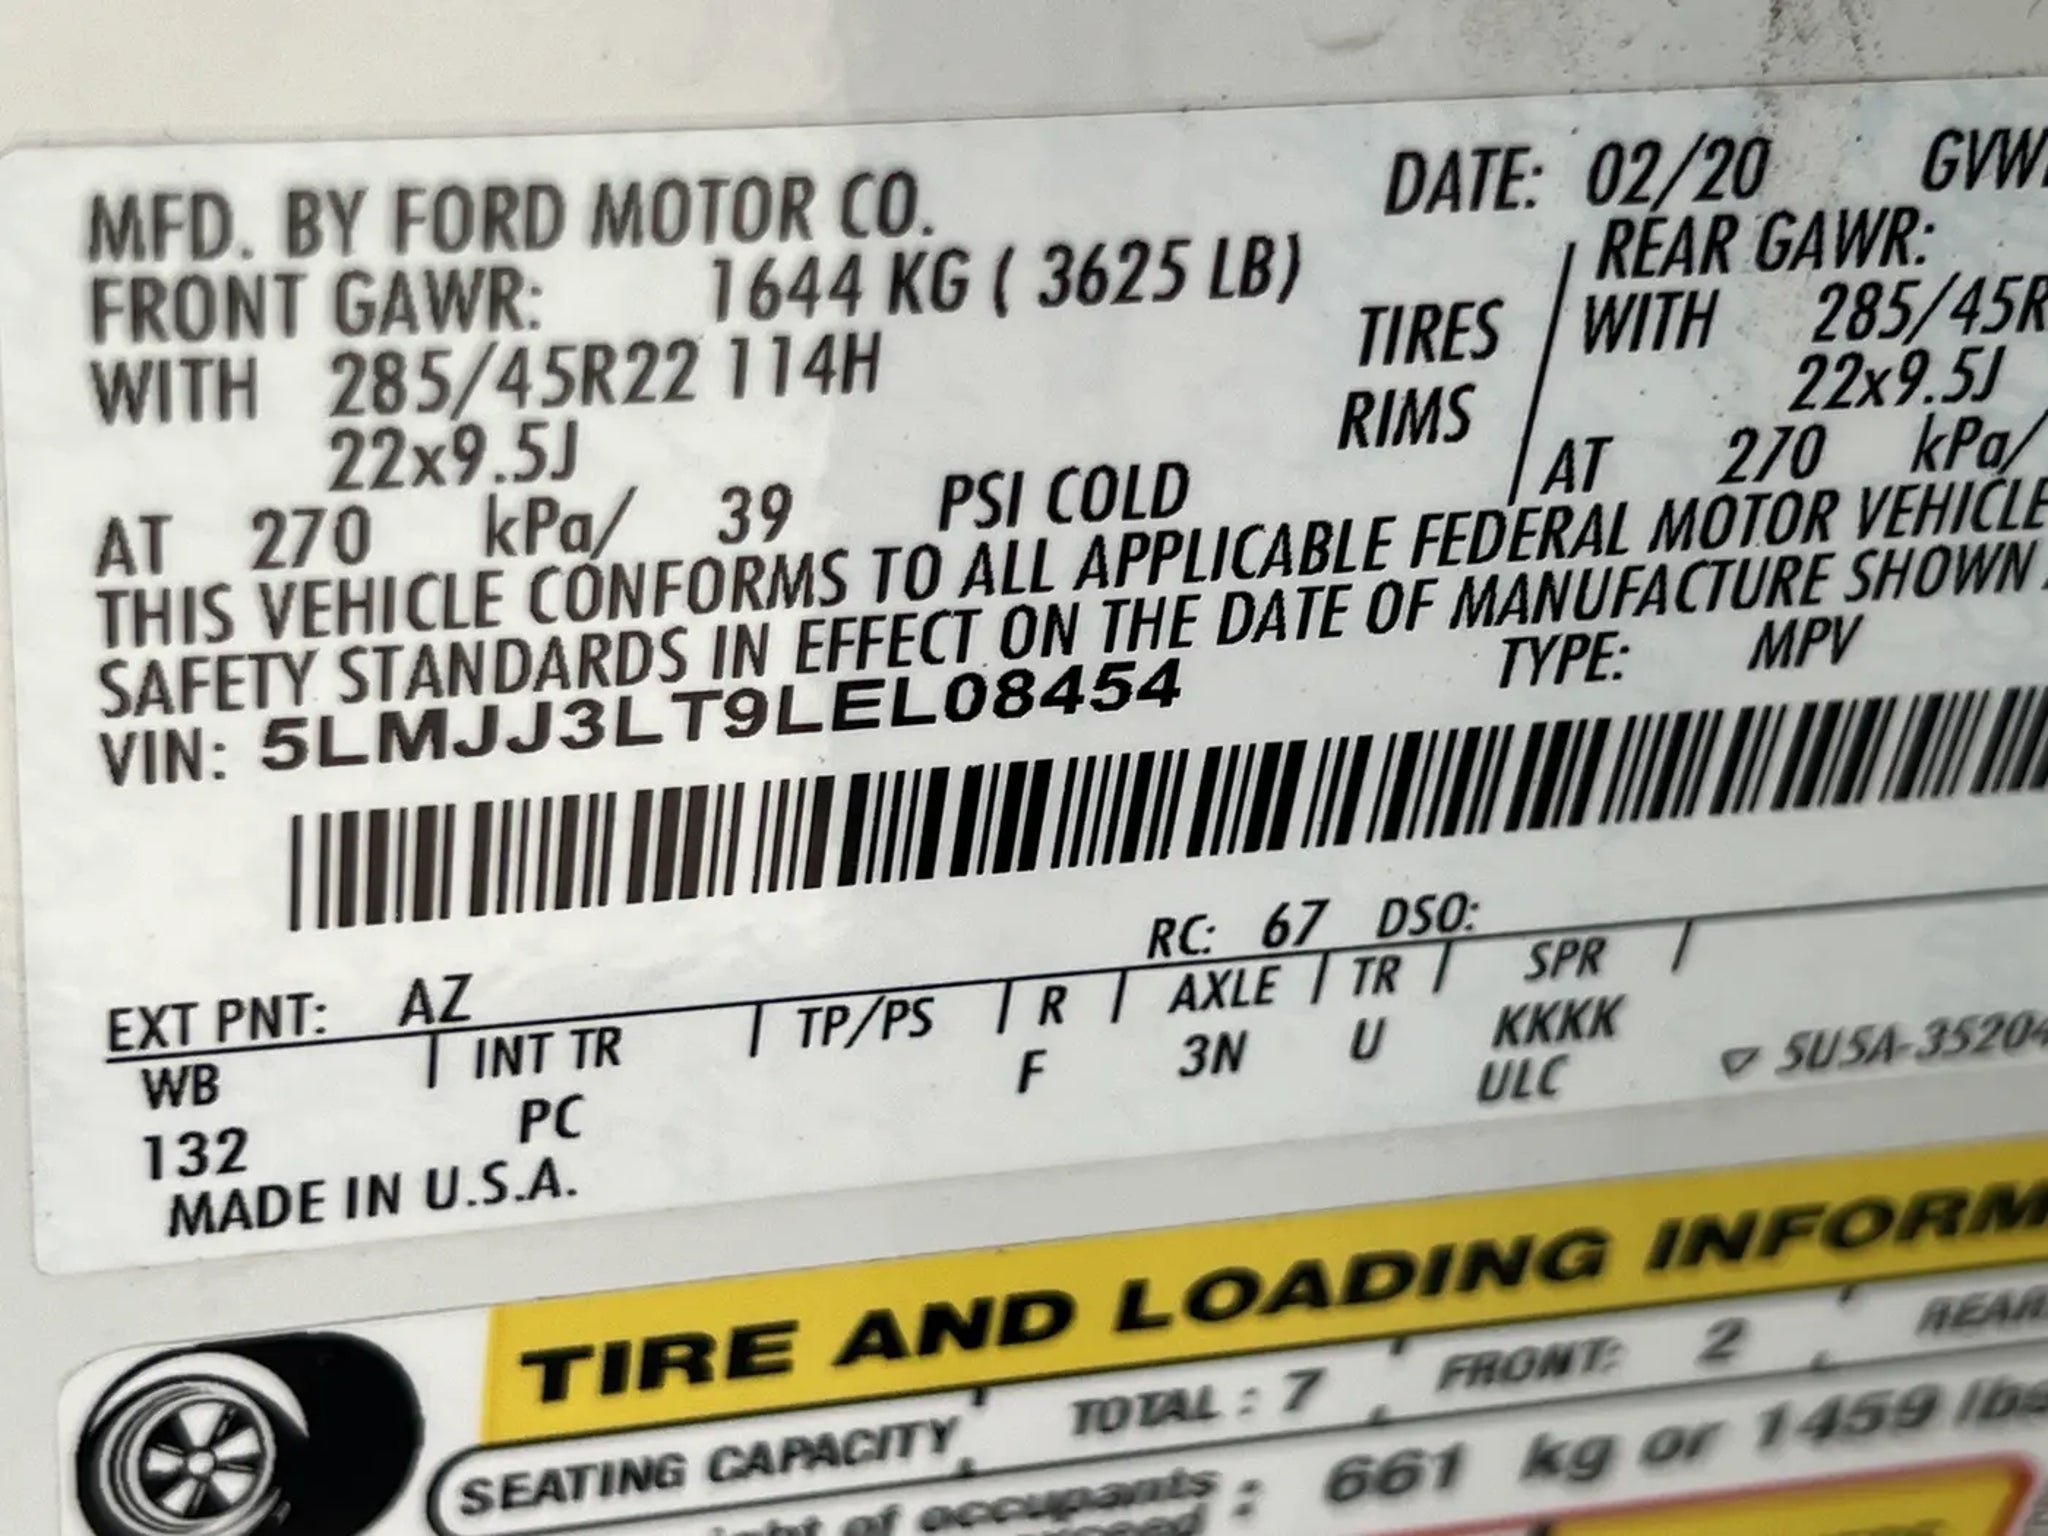 MFD. BY FORD MOTOR CO. DATE: 02/20
FRONT GAWR: 1644 KG ( 3625 LB) REAR GAWR:
WITH 285/45R22 114H TIRES WITH
22x9.5J RIMS 22x9.5J
AT 270 kPa/ 39 PSI COLD AT 270 kPa/
THIS VEHICLE CONFORMS TO ALL APPLICABLE FEDERAL MOTOR VEHICLE
SAFETY STANDARDS IN EFFECT ON THE DATE OF MANUFACTURE SHOWN
VIN: 5LMJJ3LT9LEL08454 TYPE: MPV
RC: 67 DSO:
EXT PNT: AZ
WB INT TR TP/PS R AXLE TR SPR
132 PC F 3N U KKKK
ULC
MADE IN U.S.A.
TIRE AND LOADING
SEATING CAPACITY TOTAL : 7 FRONT: 2 REAR
of occupants : 661 kg or 1459 lbs